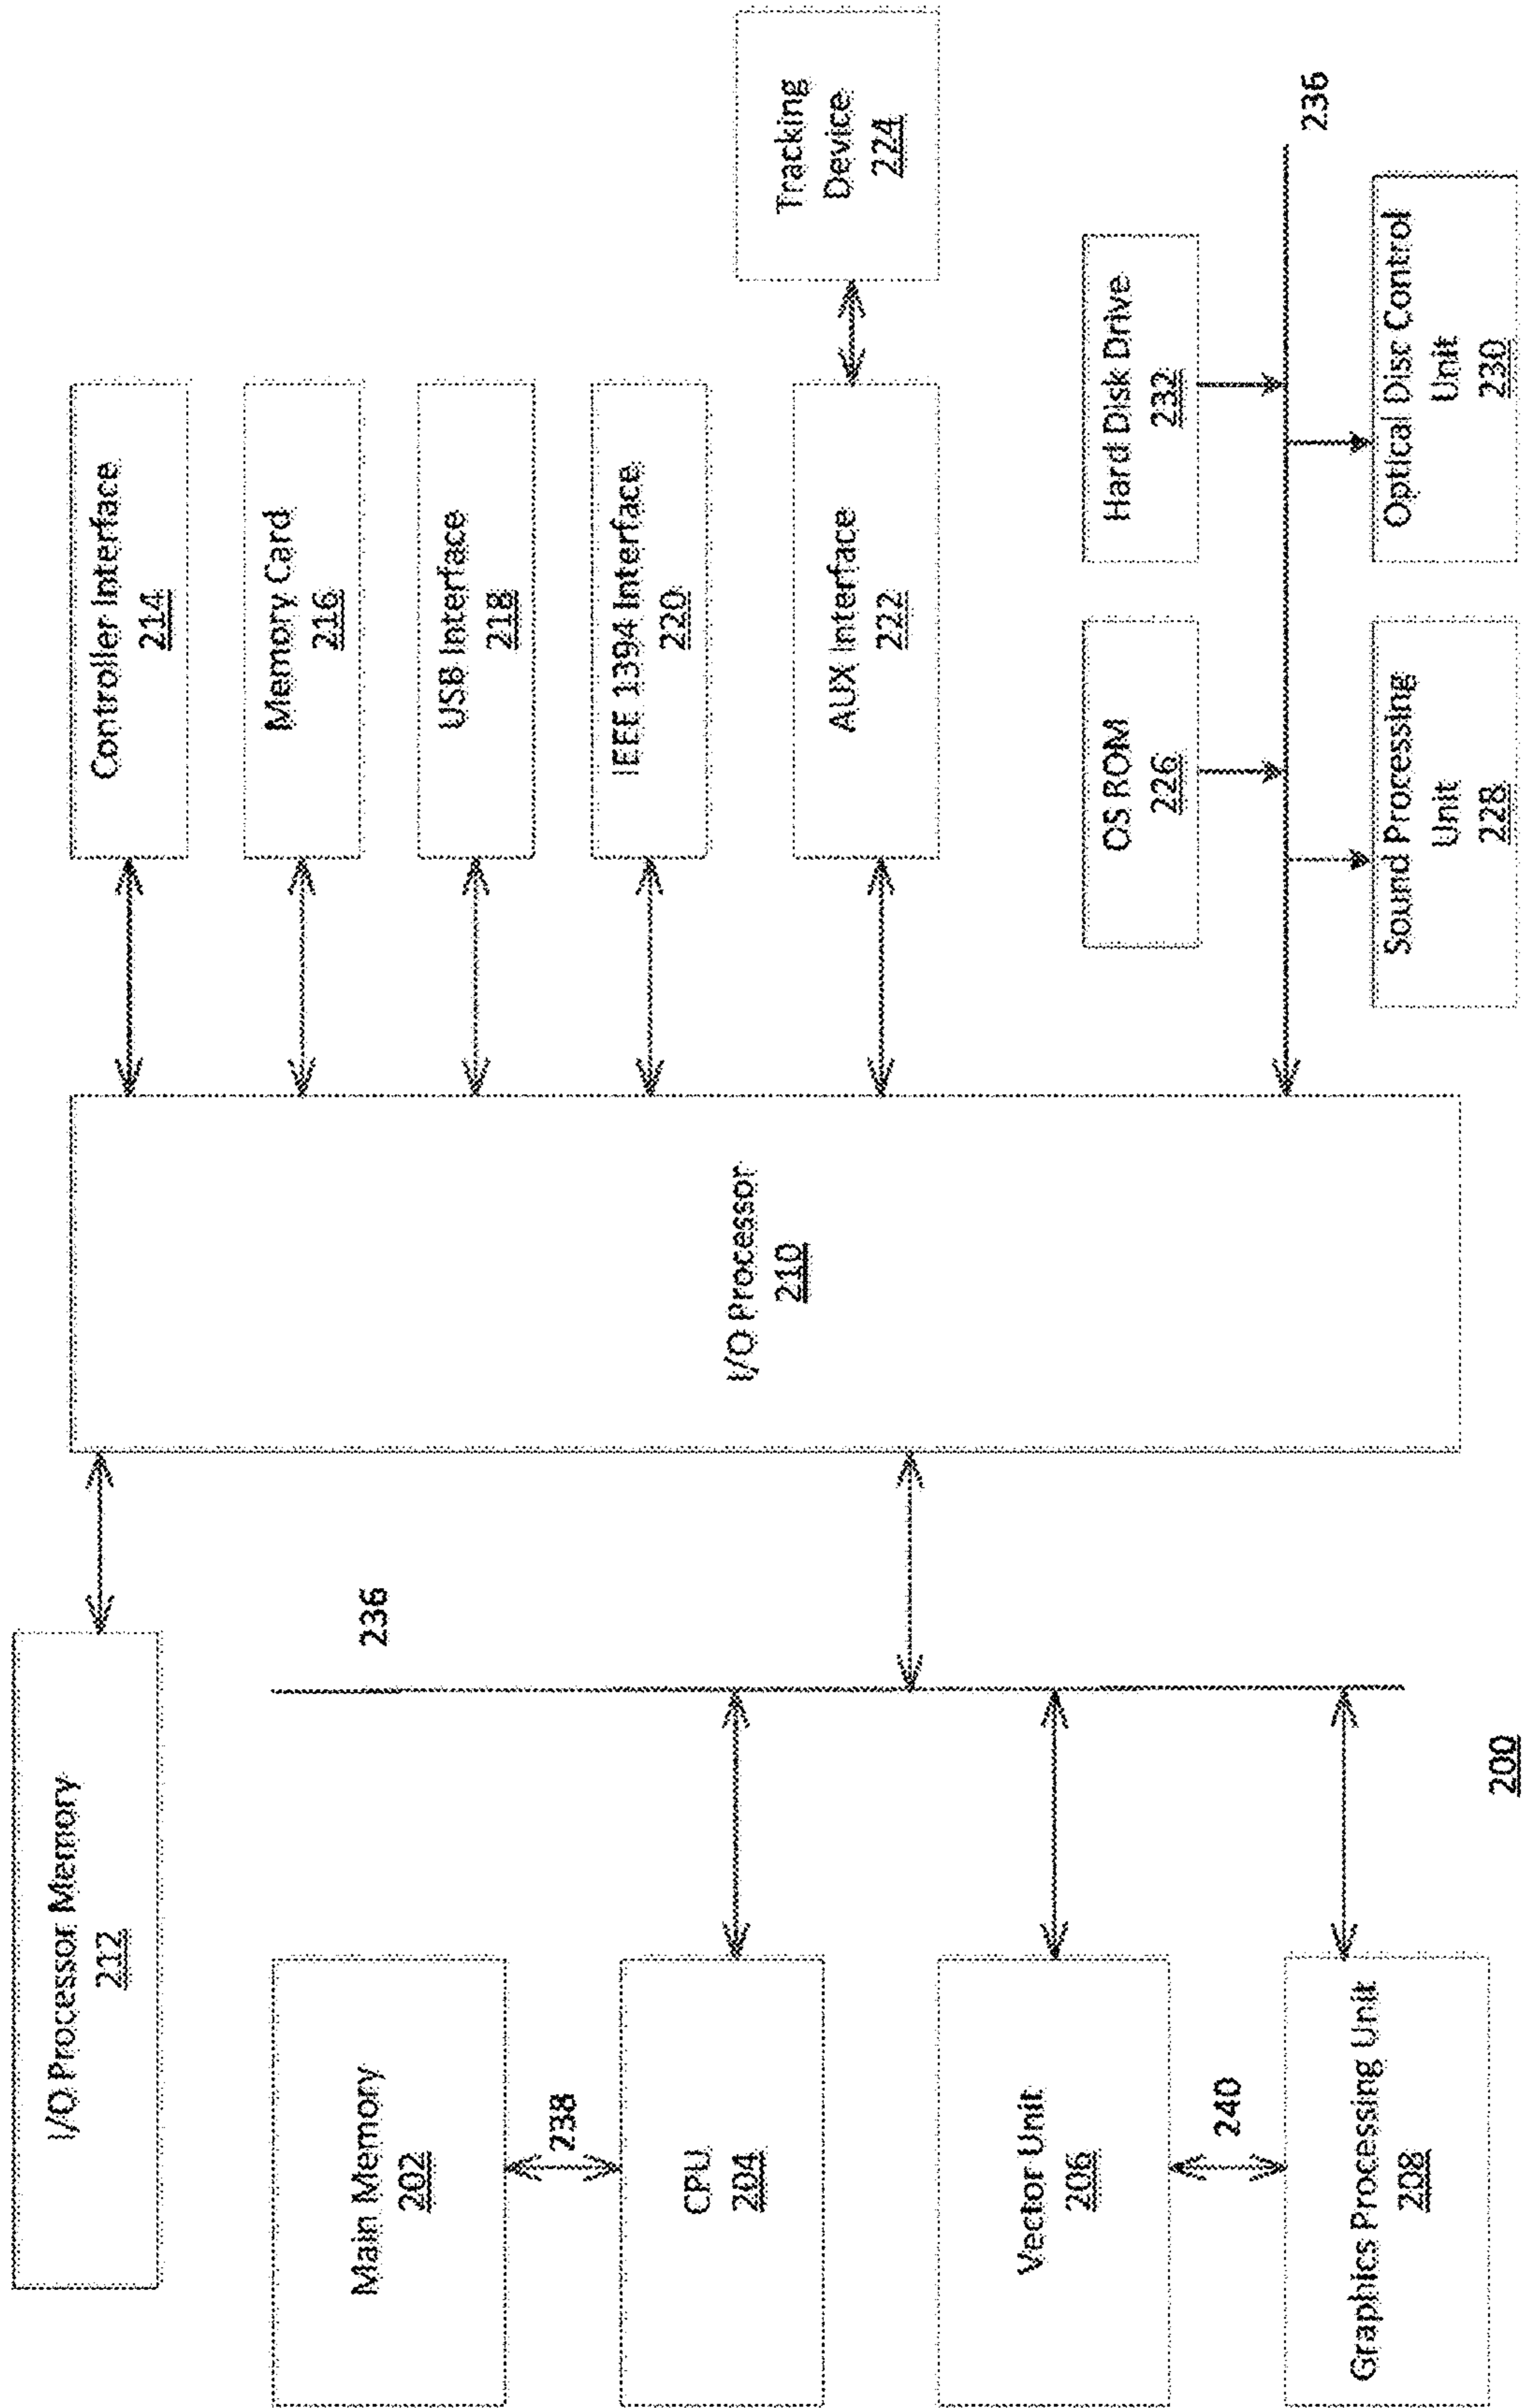 I/O Processor Memory
212
Main Memory
202
238
CPU
204
Vector Unit
206
240
Graphics Processing Unit
208
236
200
I/O Processor
210
Controller Interface
214
Memory Card
216
USB Interface
218
IEEE 1394 Interface
220
AUX Interface
222
Tracking
Device
224
OS ROM
226
Hard Disk Drive
232
236
Sound Processing
Unit
228
Optical Disc Control
Unit
230